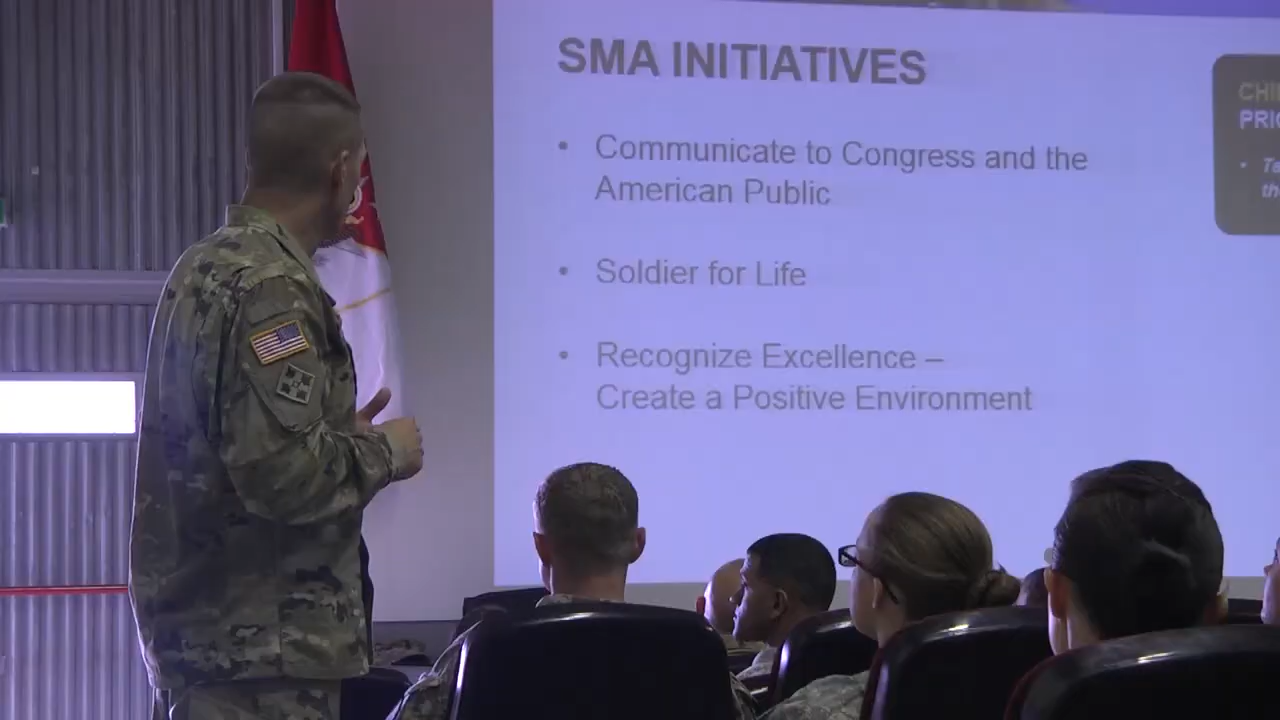 SMA INITIATIVES
• Communicate to Congress and the
American Public
• Soldier for Life
• Recognize Excellence –
Create a Positive Environment